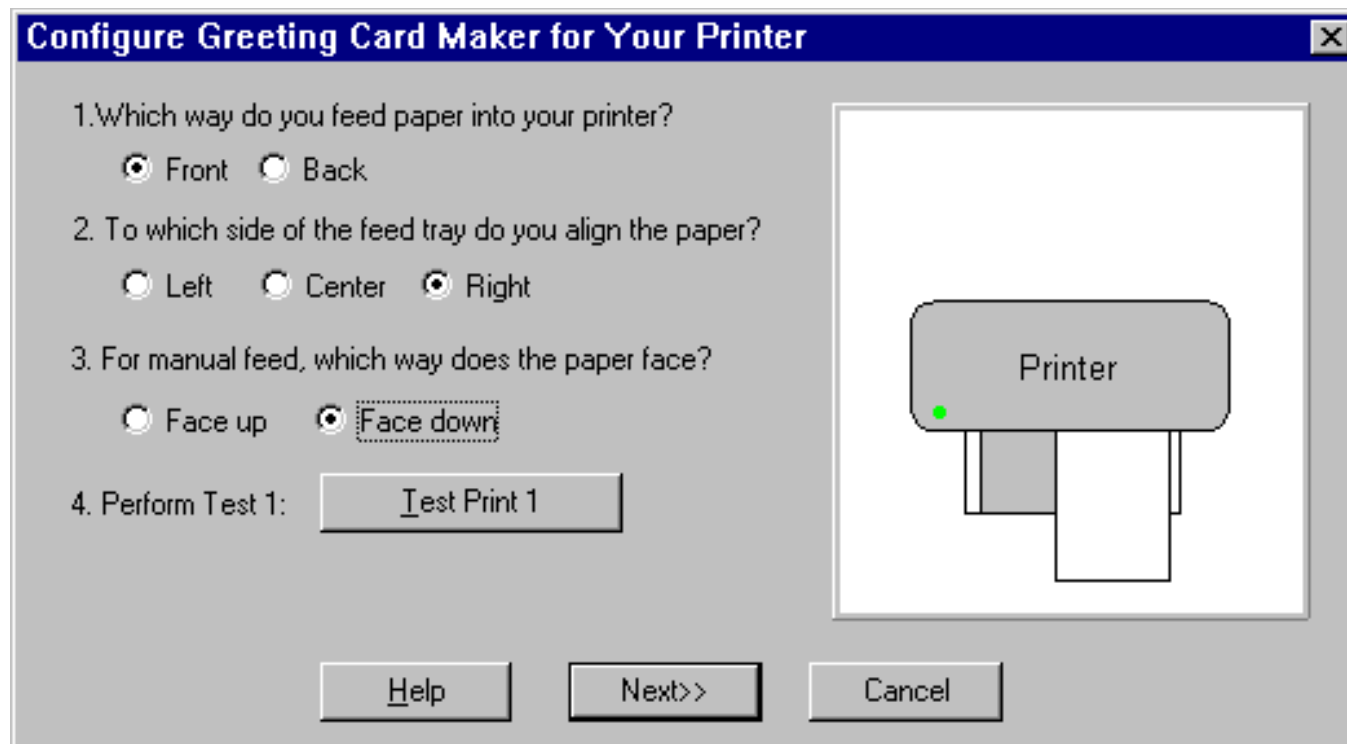 Configure Greeting Card Maker for Your Printer
1.Which way do you feed paper into your printer?
Front Back
2. To which side of the feed tray do you align the paper?
Left Center Right
3. For manual feed, which way does the paper face?
Face up Face down
4. Perform Test 1: Test Print 1
Printer
Help Next>> Cancel